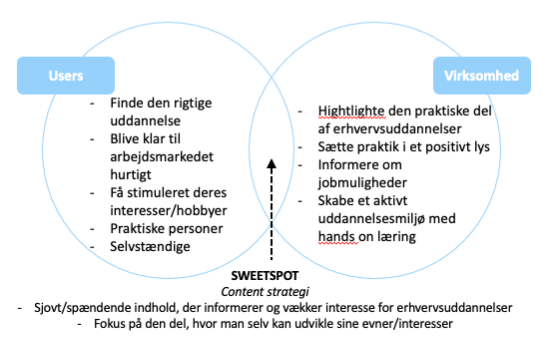 Users
Virksomhed
- Finde den rigtige
uddannelse
- Blive klar til
arbejdsmarkedet
hurtigt
- Få stimuleret deres
interesser/hobbyer
- Praktiske personer
- Selvstændige
- Hightlighte den praktiske del
af erhvervsuddannelser
- Sætte praktik i et positivt lys
- Informere om
jobmuligheder
- Skabe et aktivt
uddannelsesmiljø med
hands on læring
SWEETSPOT
Content strategi
- Sjovt/spændende indhold, der informerer og vækker interesse for erhvervsuddannelser
- Fokus på den del, hvor man selv kan udvikle sine evner/interesser